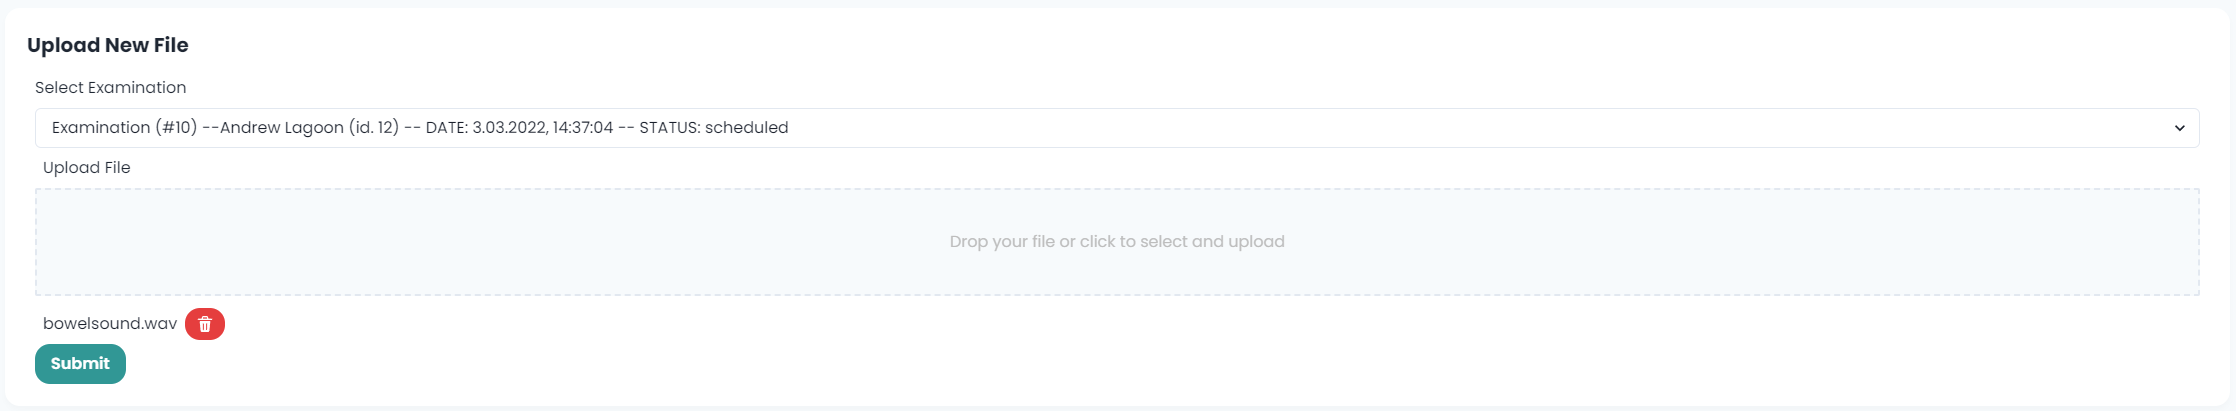 Upload New File
Select Examination
Examination (#10) --Andrew Lagoon (id. 12) -- DATE: 3.03.2022, 14:37:04 -- STATUS: scheduled
Upload File
Drop your file or click to select and upload
bowelsound.wav
Submit